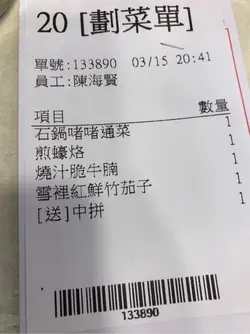 20 [劃菜單]
單號:133890 03/15 20:41
員工:陳海賢
項目 數量
石鍋啫啫通菜 1
煎蠔烙 1
燒汁脆牛腩 1
雪裡紅鮮竹茄子 1
[送]中拼 1
133890